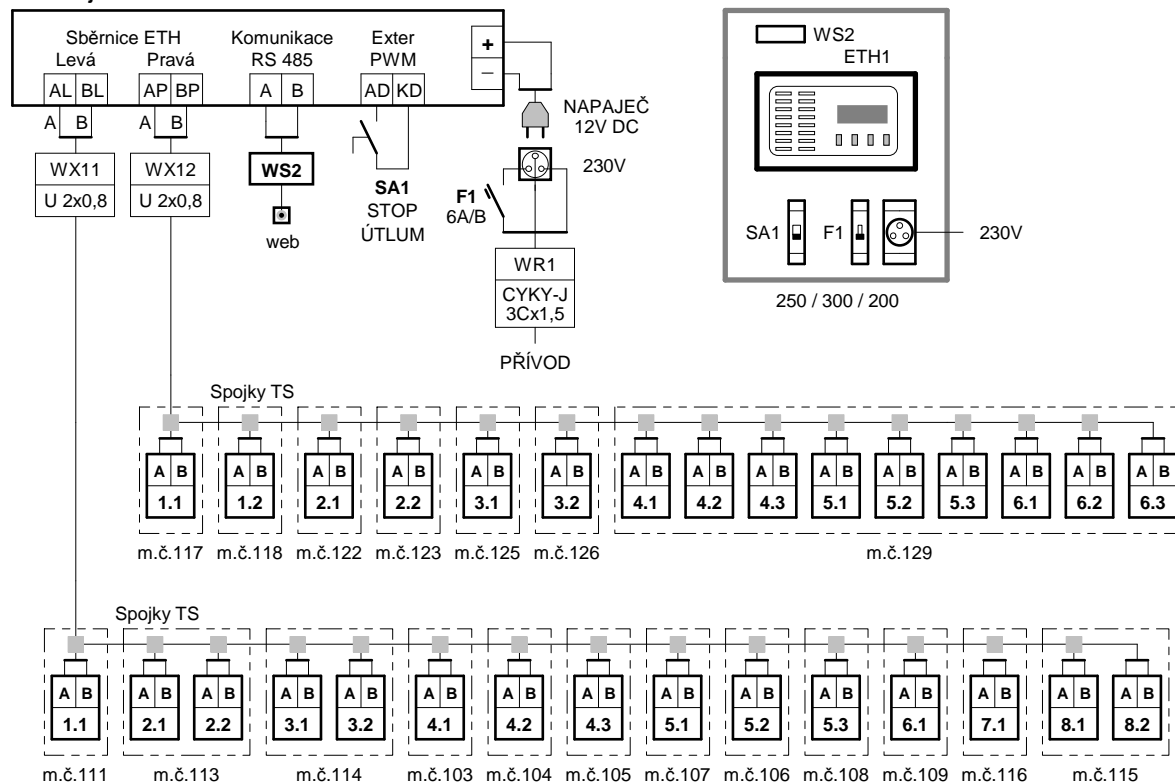 Sběrnice ETH
Levá Pravá
Komunikace
RS 485
Exter
PWM
+
–
AL BL AP BP A B AD KD
A B A B
WX11
U 2x0,8
WX12
U 2x0,8
WS2
web
SA1
STOP
ÚTLUM
NAPAJEČ
12V DC
230V
F1
6A/B
WR1
CYKY-J
3Cx1,5
PŘÍVOD
WS2
ETH1
SA1 F1 230V
250 / 300 / 200
Spojky TS
A B A B A B A B A B A B A B A B A B A B A B A B A B A B A B
1.1 1.2 2.1 2.2 3.1 3.2 4.1 4.2 4.3 5.1 5.2 5.3 6.1 6.2 6.3
m.č.117 m.č.118 m.č.122 m.č.123 m.č.125 m.č.126 m.č.129
Spojky TS
A B A B A B A B A B A B A B A B A B A B A B A B A B A B A B
1.1 2.1 2.2 3.1 3.2 4.1 4.2 4.3 5.1 5.2 5.3 6.1 7.1 8.1 8.2
m.č.111 m.č.113 m.č.114 m.č.103 m.č.104 m.č.105 m.č.107 m.č.106 m.č.108 m.č.109 m.č.116 m.č.115